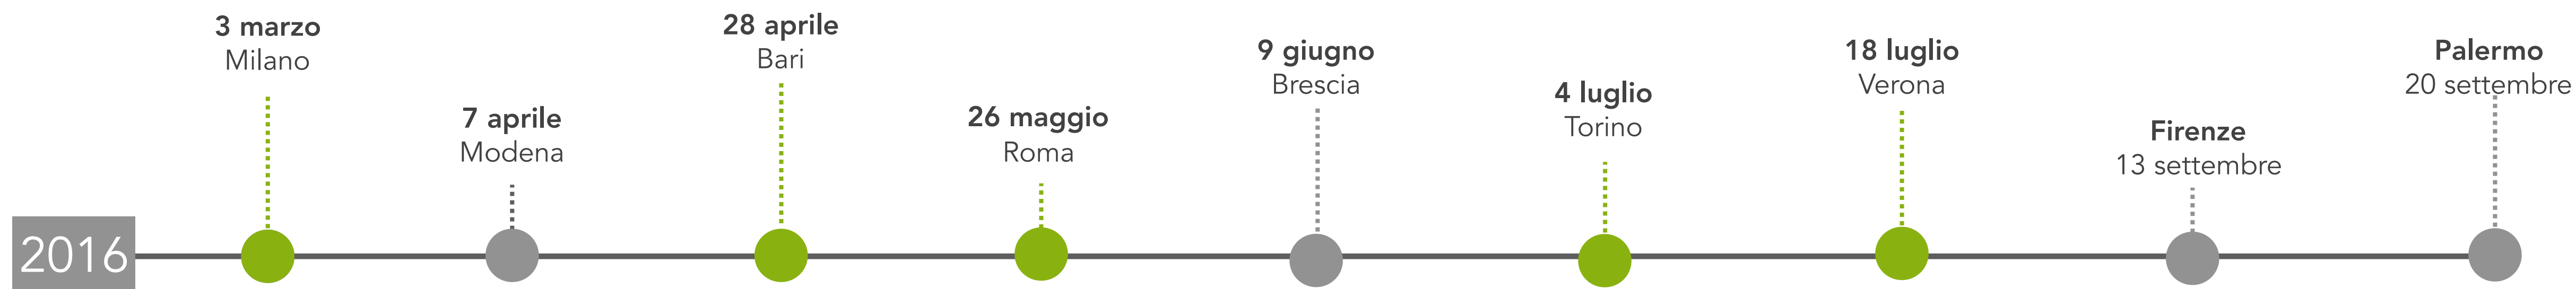 2016
3 marzo
Milano
7 aprile
Modena
28 aprile
Bari
26 maggio
Roma
9 giugno
Brescia
4 luglio
Torino
18 luglio
Verona
Firenze
13 settembre
Palermo
20 settembre